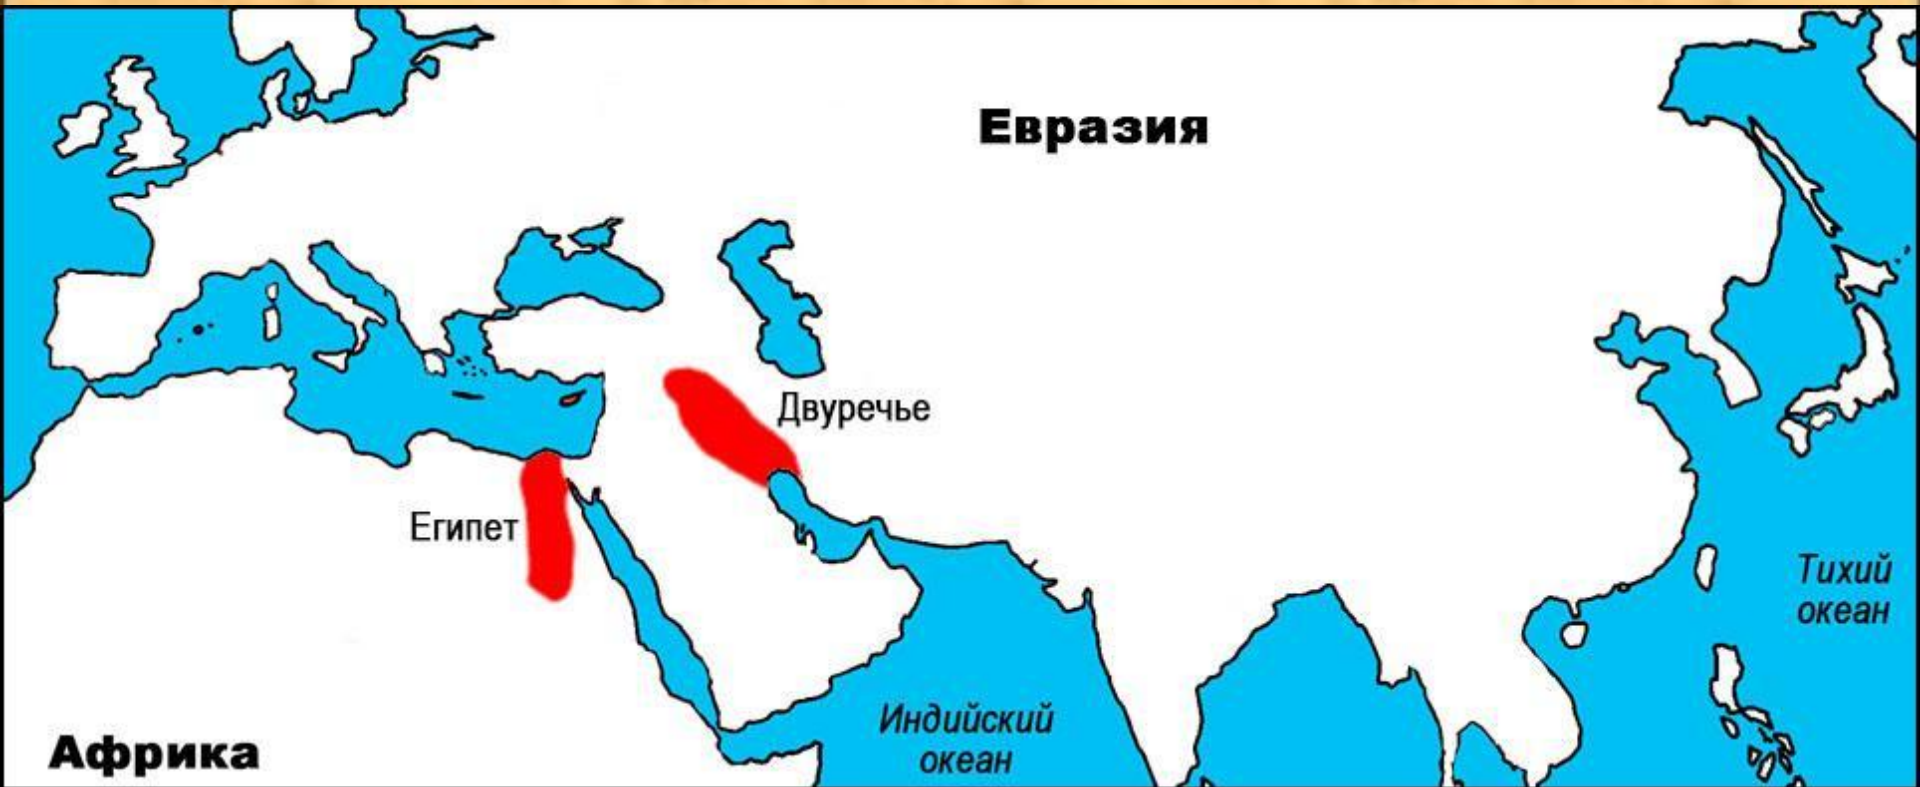 Евразия
Двуречье
Египет
Тихий
океан
Индийский
океан
Африка